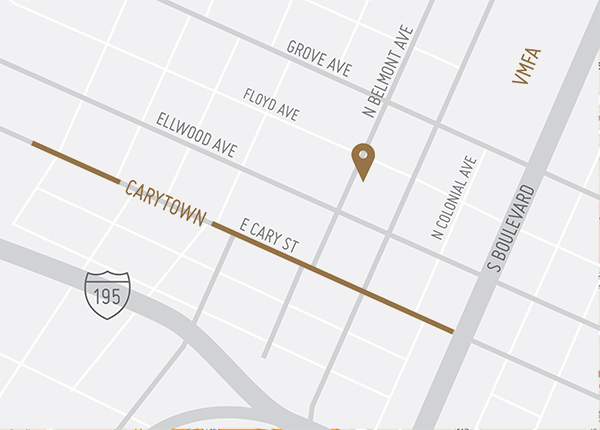 GROVE AVE
N BELMONT AVE
VMFA
FLOYD AVE
ELLWOOD AVE
N COLONIAL AVE
CARYTOWN
E CARY ST
S BOULEVARD
195